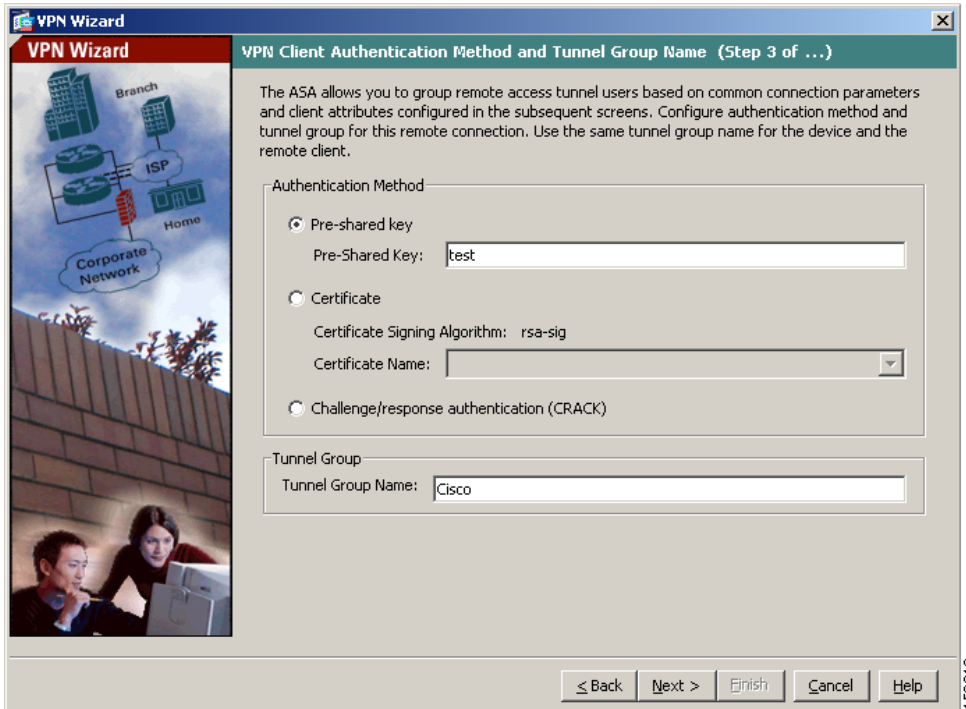 VPN Wizard
VPN Wizard
VPN Client Authentication Method and Tunnel Group Name (Step 3 of ...)
Branch
ISP
Home
Corporate
Network
The ASA allows you to group remote access tunnel users based on common connection parameters
and client attributes configured in the subsequent screens. Configure authentication method and
tunnel group for this remote connection. Use the same tunnel group name for the device and the
remote client.
Authentication Method
Pre-shared key
Pre-Shared Key: test
Certificate
Certificate Signing Algorithm: rsa-sig
Certificate Name:
Challenge/response authentication (CRACK)
Tunnel Group
Tunnel Group Name: Cisco
< Back Next > Finish Cancel Help